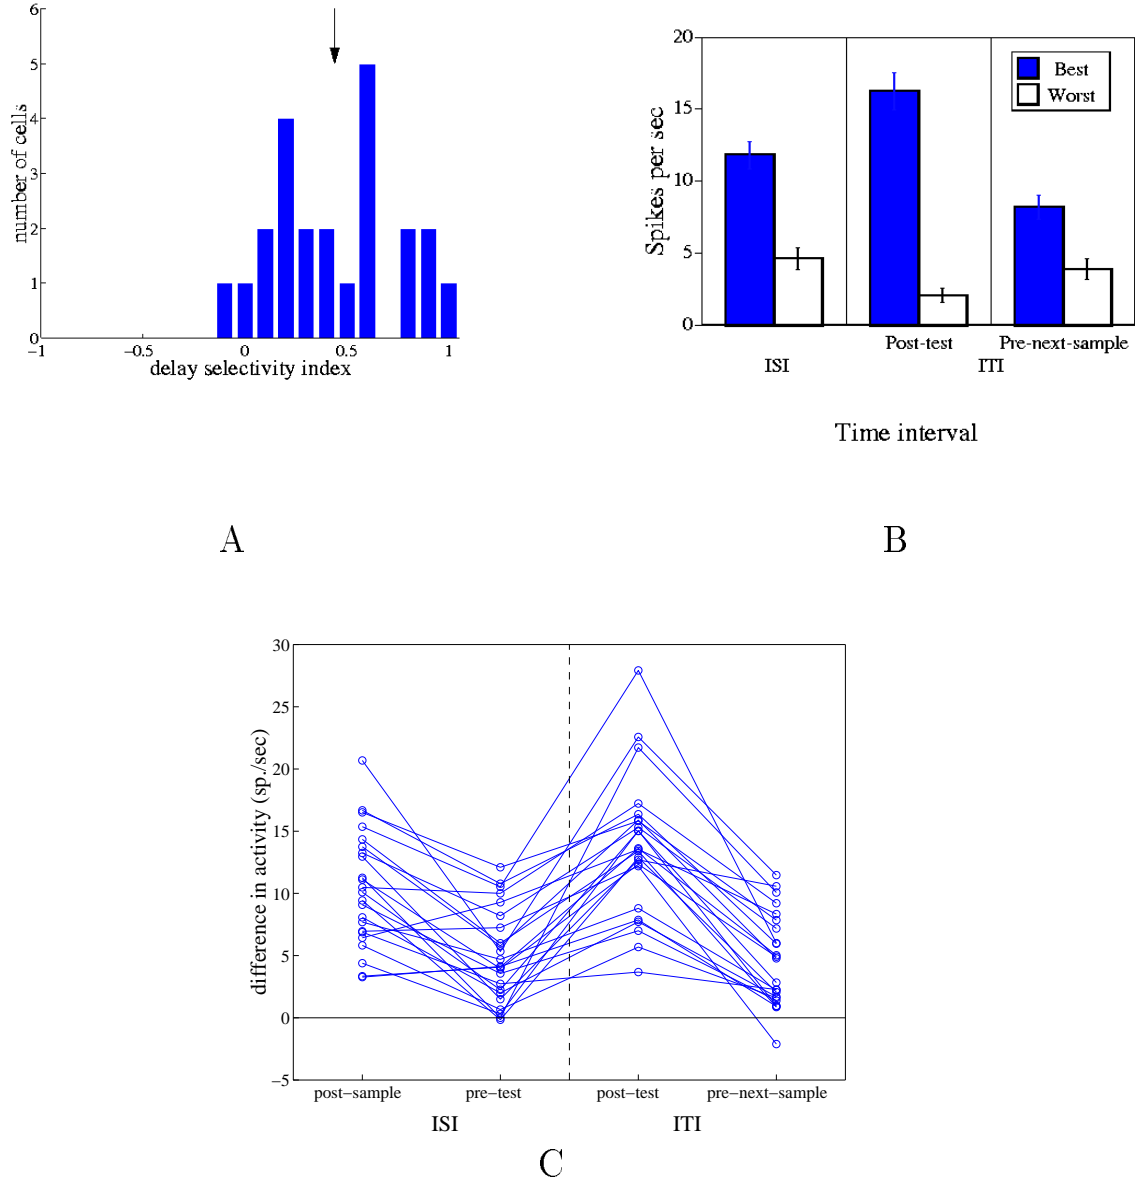 6
5
4
3
2
1
0
number of cells
−1 −0.5 0 0.5 1
delay selectivity index
A
20
15
10
5
0
Spikes per sec
Best
Worst
Post-test Pre-next-sample
ISI ITI
Time interval
B
30
25
20
15
10
5
0
−5
difference in activity (sp./sec)
post−sample pre−test post−test pre−next−sample
ISI ITI
C